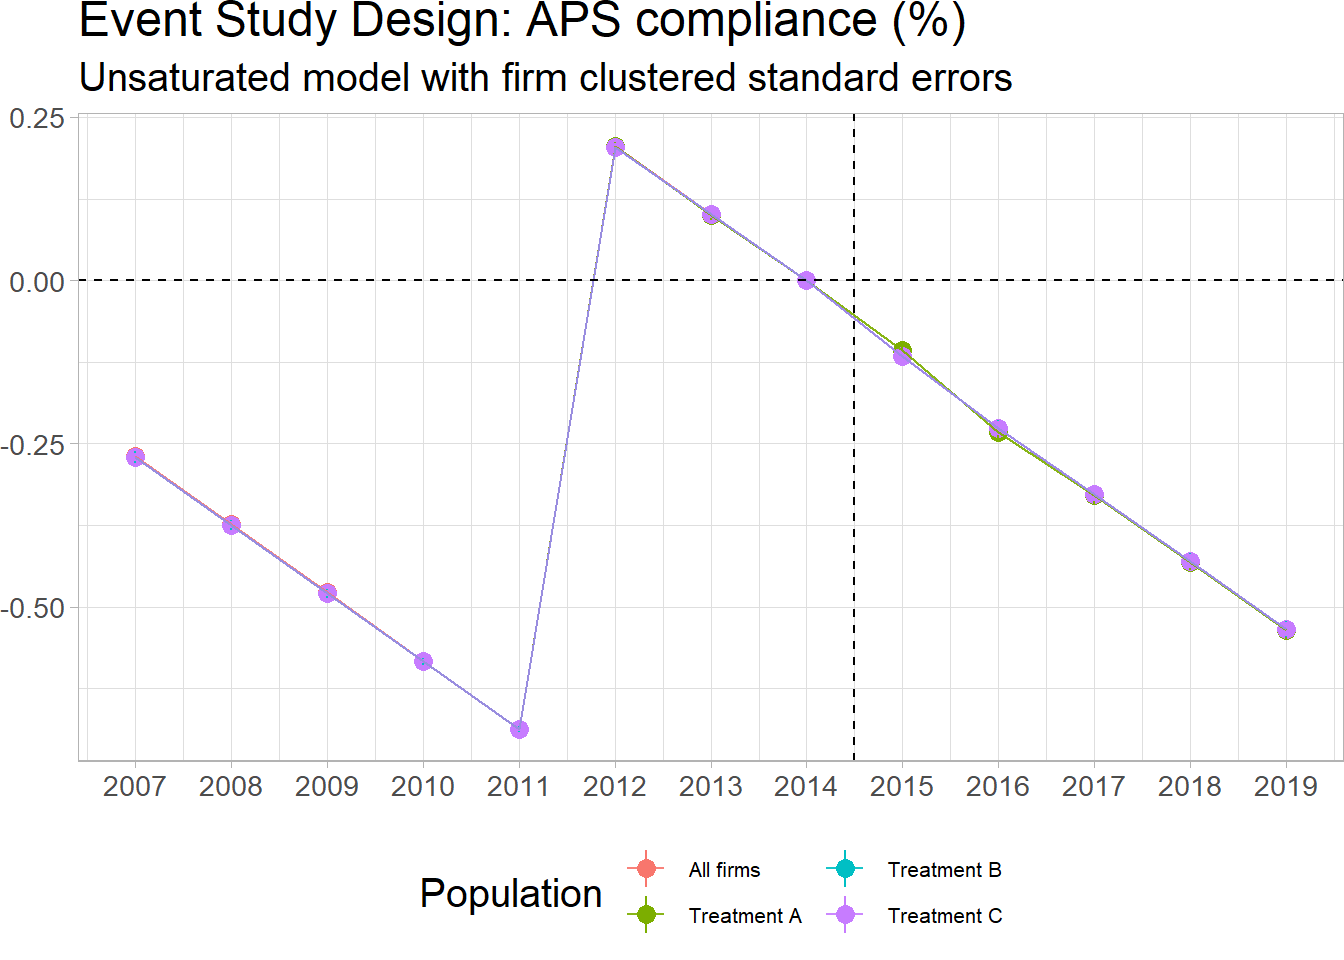 Event Study Design: APS compliance (%)
Unsaturated model with firm clustered standard errors
0.25
0.00
-0.25
-0.50
2007 2008 2009 2010 2011 2012 2013 2014 2015 2016 2017 2018 2019
Population
All firms
Treatment A
Treatment B
Treatment C